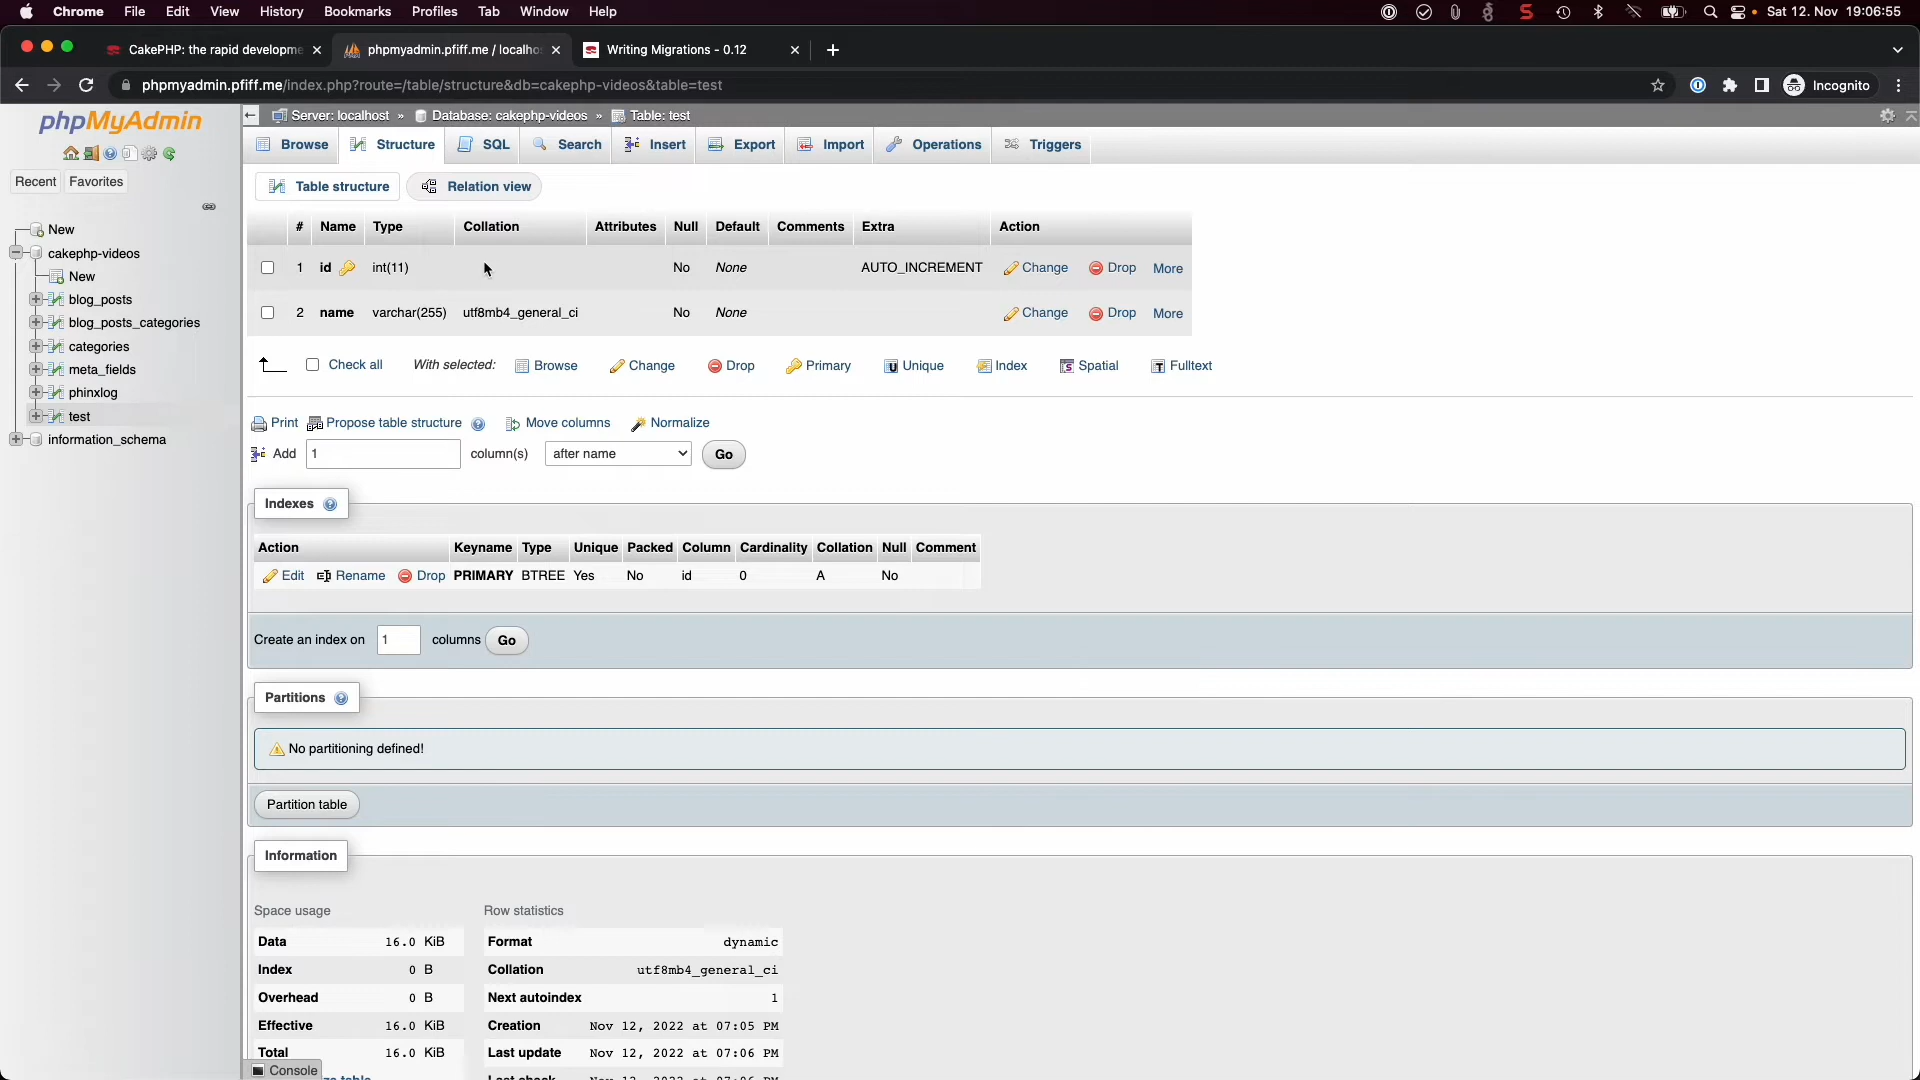 Chrome File Edit View History Bookmarks Profiles Tab Window Help Sat 12. Nov 19:06:55
CakePHP: the rapid developme phpmyadmin.pfiff.me / localho Writing Migrations - 0.12
phpmyadmin.pfiff.me/index.php?route=/table/structure&db=cakephp-videos&table=test Incognito
phpMyAdmin
Recent Favorites
New
cakephp-videos
New
blog_posts
blog_posts_categories
categories
meta_fields
phinxlog
test
information_schema
Server: localhost » Database: cakephp-videos » Table: test
Browse Structure SQL Search Insert Export Import Operations Triggers
Table structure Relation view
# Name Type Collation Attributes Null Default Comments Extra Action
1 id int(11) No None AUTO_INCREMENT Change Drop More
2 name varchar(255) utf8mb4_general_ci No None Change Drop More
Check all With selected: Browse Change Drop Primary Unique Index Spatial Fulltext
Print Propose table structure Move columns Normalize
Add 1 column(s) after name Go
Indexes
Action Keyname Type Unique Packed Column Cardinality Collation Null Comment
Edit Rename Drop PRIMARY BTREE Yes No id 0 A No
Create an index on 1 columns Go
Partitions
No partitioning defined!
Partition table
Information
Space usage
Data 16.0 KiB
Index 0 B
Overhead 0 B
Effective 16.0 KiB
Total 16.0 KiB
Row statistics
Format dynamic
Collation utf8mb4_general_ci
Next autoindex 1
Creation Nov 12, 2022 at 07:05 PM
Last update Nov 12, 2022 at 07:06 PM
Console